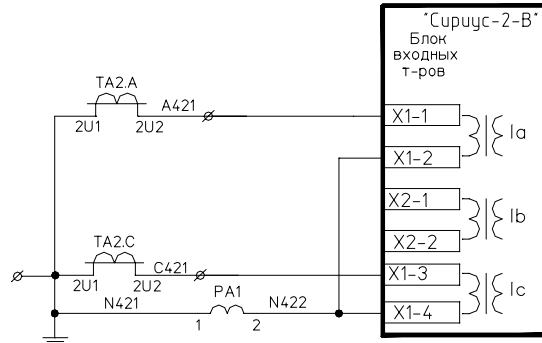 "Сириус-2-В"
Блок
входных
т-ров
TA2.A
A421
2U1 2U2
X1-1
Ia
X1-2
X2-1
Ib
X2-2
TA2.C
C421
2U1 2U2
X1-3
Ic
N421 PA1 N422
X1-4
1 2